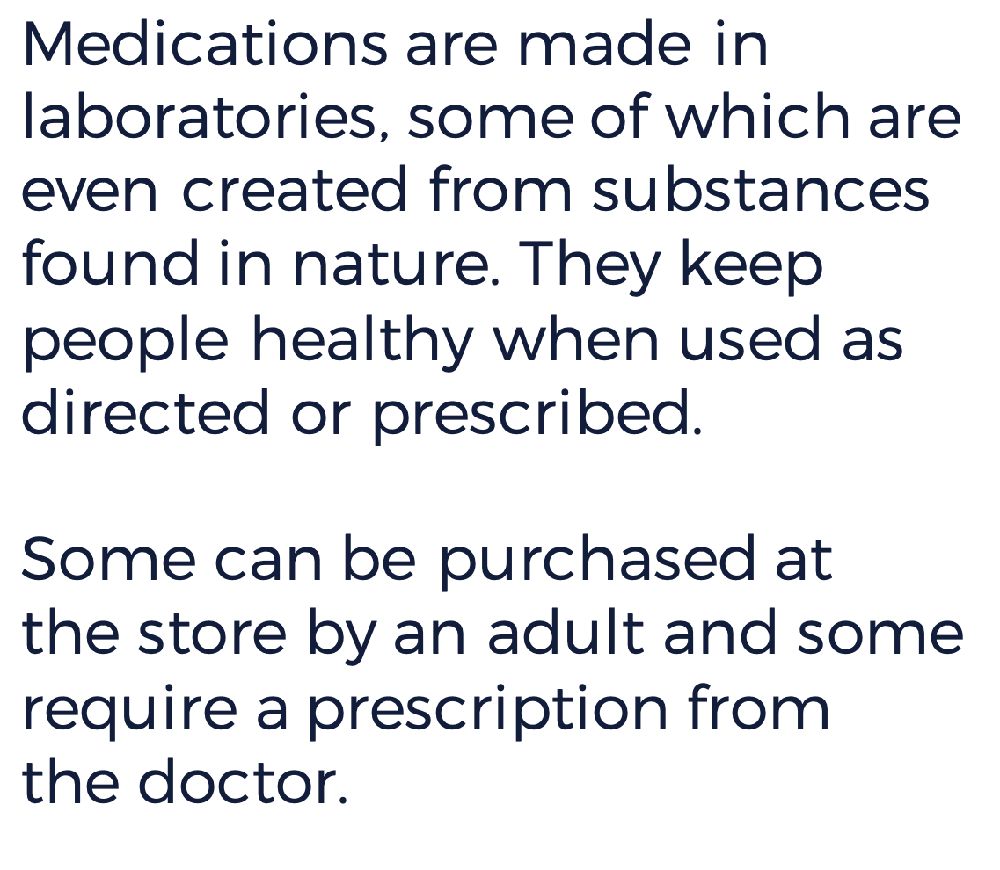 Medications are made in
laboratories, some of which are
even created from substances
found in nature. They keep
people healthy when used as
directed or prescribed.
Some can be purchased at
the store by an adult and some
require a prescription from
the doctor.